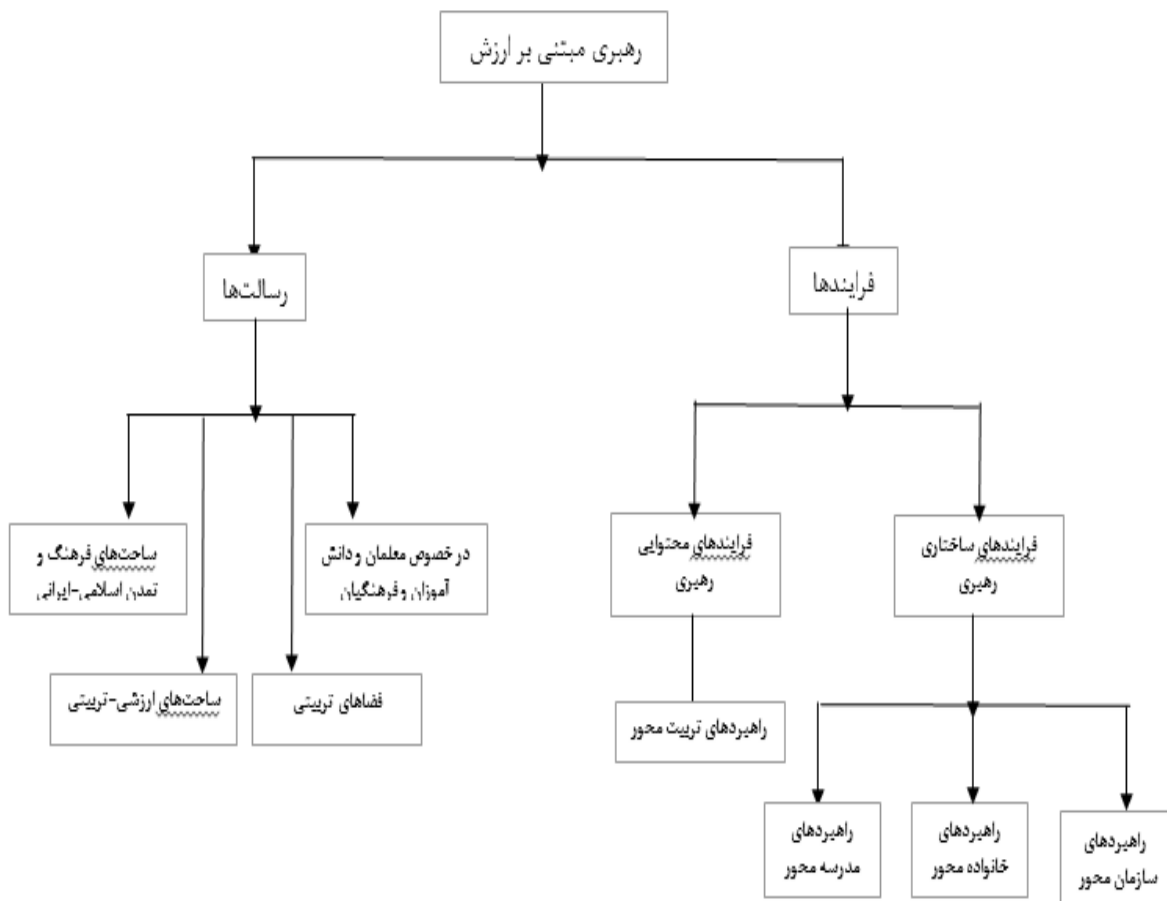 رهبری مبتنی بر ارزش
فرایندها
رسالت‌ها
فرایندهای ساختاری
رهبری
فرایندهای محتوایی
رهبری
در خصوص معلمان و دانش
آموزان و فرهنگیان
ساحت‌های فرهنگ و
تمدن اسلامی-ایرانی
راهبردهای تربیت محور
فضاهای تربیتی
ساحت‌های ارزشی-تربیتی
راهبردهای
سازمان محور
راهبردهای
خانواده محور
راهبردهای
مدرسه محور